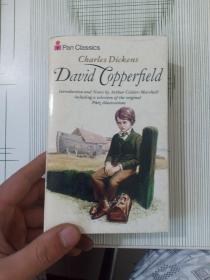 Pan Classics
Charles Dickens
David Copperfield
Introduction and Notes by Arthur Calder-Marshall
including a selection of the original
Phiz illustrations